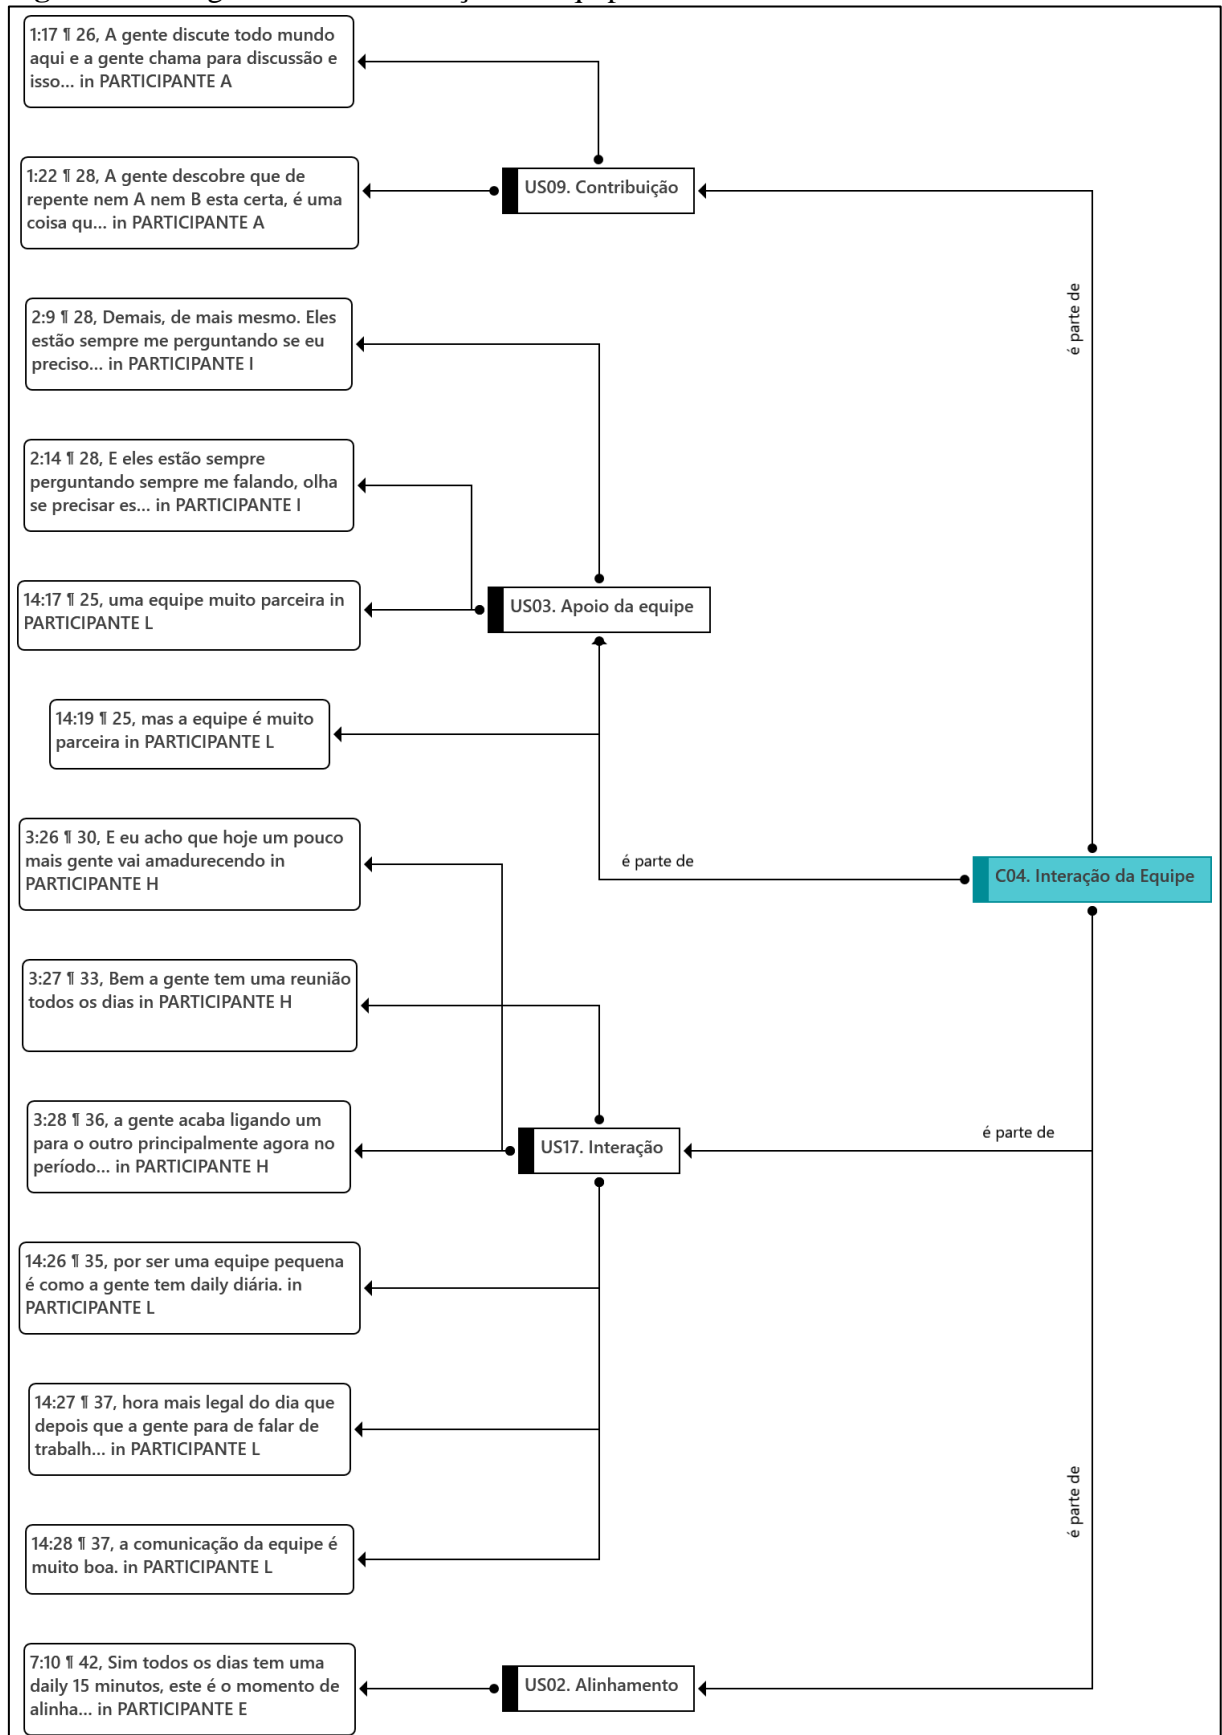 1:17 ¶ 26, A gente discute todo mundo
aqui e a gente chama para discussão e
isso... in PARTICIPANTE A
1:22 ¶ 28, A gente descobre que de
repente nem A nem B esta certa, é uma
coisa qu... in PARTICIPANTE A
US09. Contribuição
é parte de
2:9 ¶ 28, Demais, de mais mesmo. Eles
estão sempre me perguntando se eu
preciso... in PARTICIPANTE I
2:14 ¶ 28, E eles estão sempre
perguntando sempre me falando, olha
se precisar es... in PARTICIPANTE I
14:17 ¶ 25, uma equipe muito parceira in
PARTICIPANTE L
US03. Apoio da equipe
14:19 ¶ 25, mas a equipe é muito
parceira in PARTICIPANTE L
é parte de
C04. Interação da Equipe
3:26 ¶ 30, E eu acho que hoje um pouco
mais gente vai amadurecendo in
PARTICIPANTE H
3:27 ¶ 33, Bem a gente tem uma reunião
todos os dias in PARTICIPANTE H
3:28 ¶ 36, a gente acaba ligando um
para o outro principalmente agora no
período... in PARTICIPANTE H
US17. Interação
é parte de
14:26 ¶ 35, por ser uma equipe pequena
é como a gente tem daily diária. in
PARTICIPANTE L
14:27 ¶ 37, hora mais legal do dia que
depois que a gente para de falar de
trabalh... in PARTICIPANTE L
14:28 ¶ 37, a comunicação da equipe é
muito boa. in PARTICIPANTE L
é parte de
7:10 ¶ 42, Sim todos os dias tem uma
daily 15 minutos, este é o momento de
alinha... in PARTICIPANTE E
US02. Alinhamento